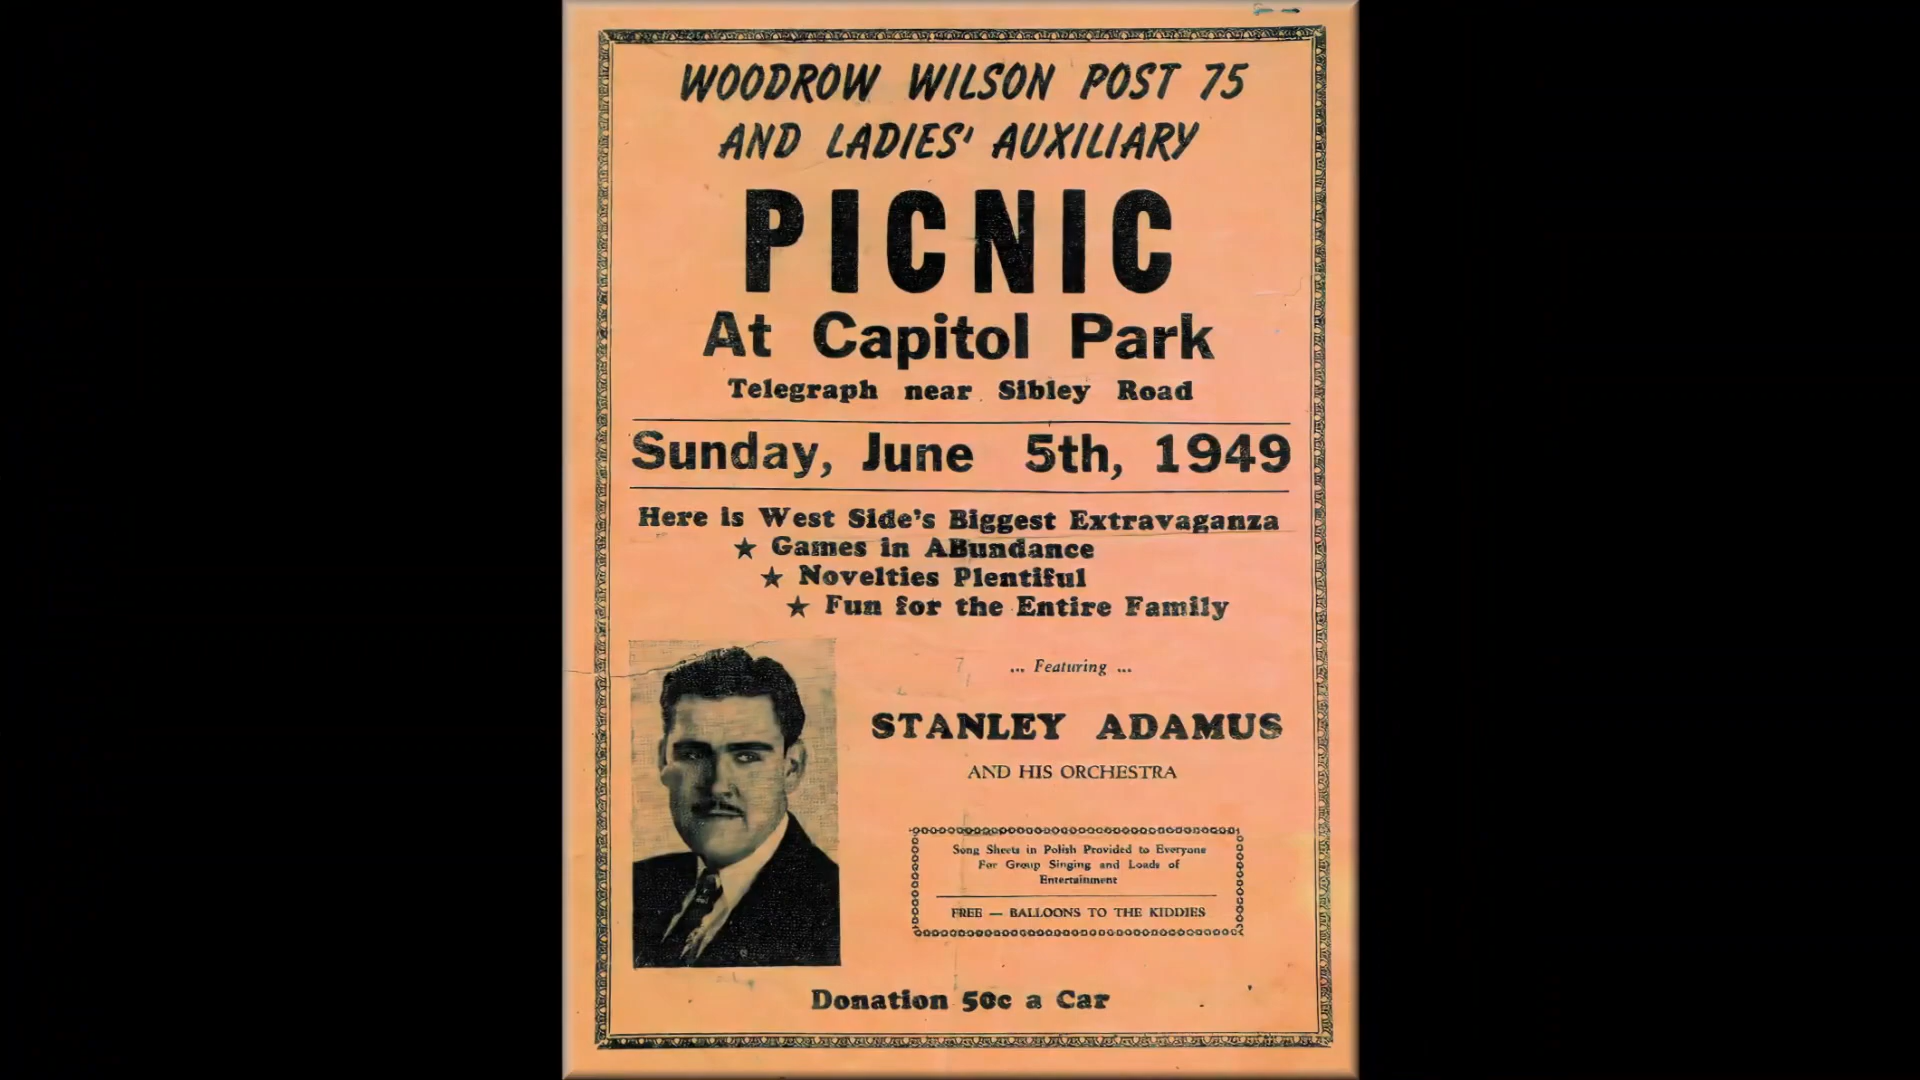 WOODROW WILSON POST 75
AND LADIES' AUXILIARY
PICNIC
At Capitol Park
Telegraph near Sibley Road
Sunday, June 5th, 1949
Here is West Side's Biggest Extravaganza
★ Games in ABundance
★ Novelties Plentiful
★ Fun for the Entire Family
... Featuring ...
STANLEY ADAMUS
AND HIS ORCHESTRA
Song Sheets in Polish Provided to Everyone
For Group Singing and Loads of
Entertainment
FREE — BALLOONS TO THE KIDDIES
Donation 50c a Car